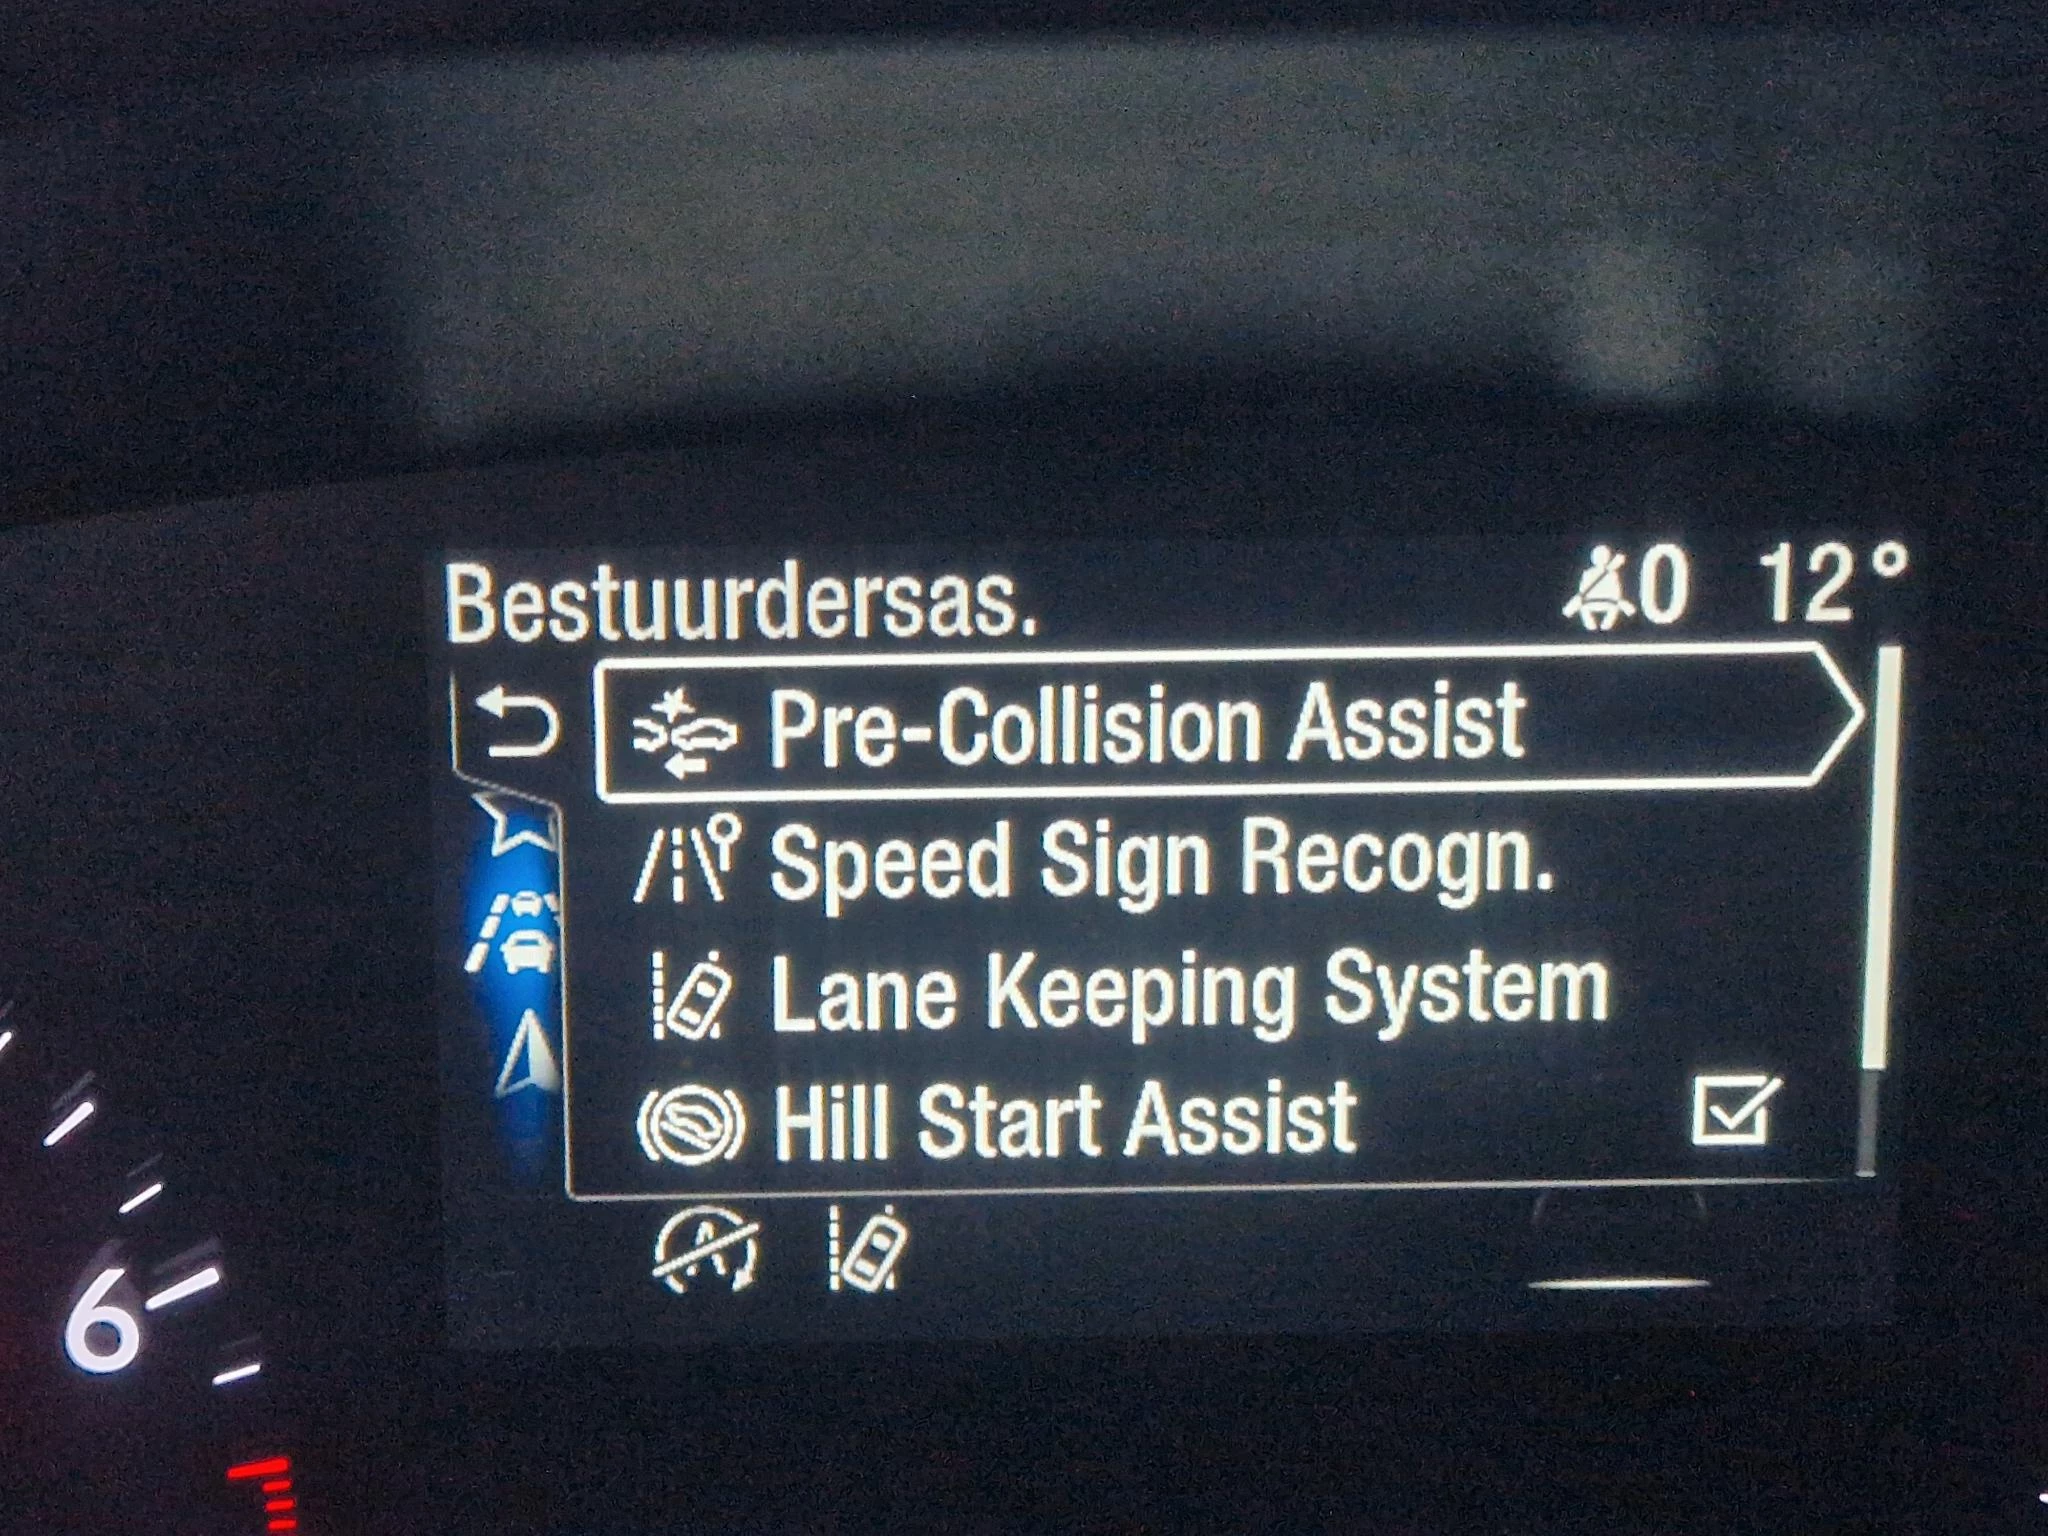 Bestuurdersas. 0 12°
Pre-Collision Assist
Speed Sign Recogn.
Lane Keeping System
Hill Start Assist
6